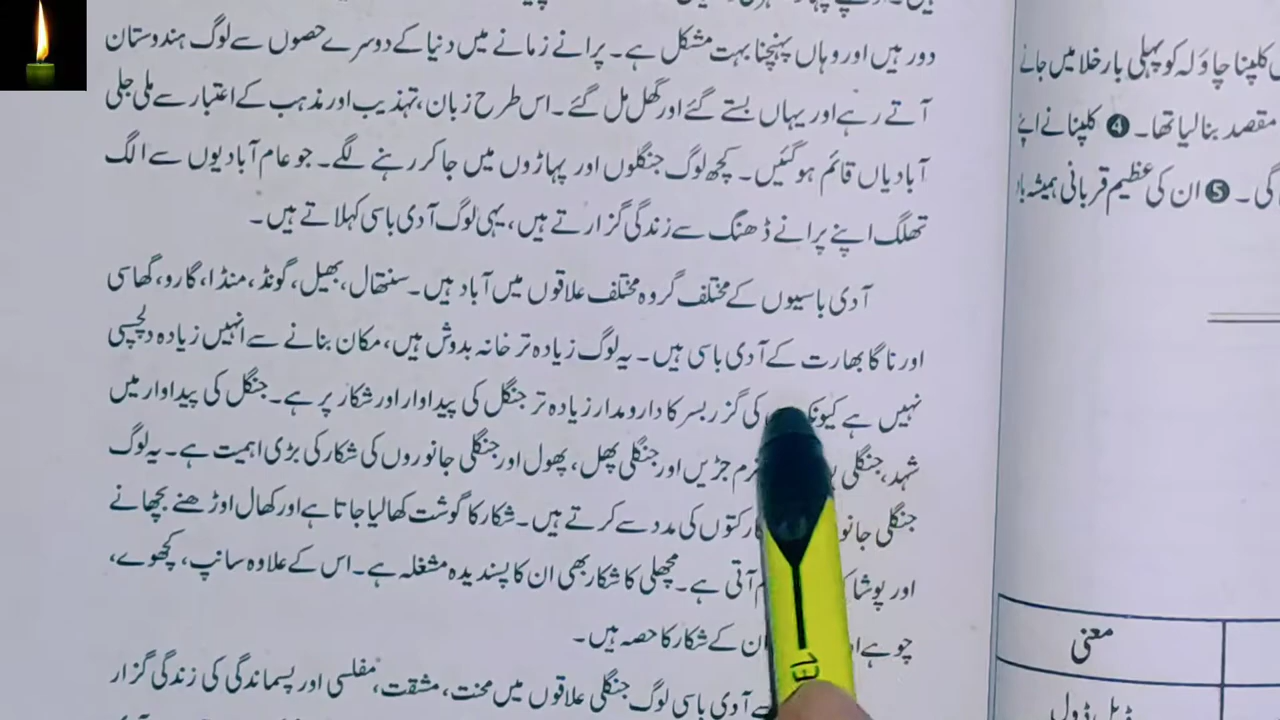 دور ہیں اور وہاں پہنچنا بہت مشکل ہے۔ پرانے زمانے میں دنیا کے دوسرے حصوں سے لوگ ہندوستان
آتے رہے اور یہاں بستے گئے اور گھل مل گئے۔ اس طرح زبان، تہذیب اور مذہب کے اعتبار سے ملی جلی
آبادیاں قائم ہو گئیں۔ کچھ لوگ جنگلوں اور پہاڑوں میں جا کر رہنے لگے۔ جو عام آبادیوں سے الگ
تھلگ اپنے پرانے ڈھنگ سے زندگی گزارتے ہیں، یہی لوگ آدی باسی کہلاتے ہیں۔
آدی باسیوں کے مختلف گروہ مختلف علاقوں میں آباد ہیں۔ سنتھال، بھیل، گونڈ، منڈا، گارو، گھاسی
اور ناگا بھارت کے آدی باسی ہیں۔ یہ لوگ زیادہ تر خانہ بدوش ہیں، مکان بنانے سے انہیں زیادہ دلچسپی
نہیں ہے کی گزر بسر کا دارومدار زیادہ تر جنگل کی پیداوار اور شکار پر ہے۔ جنگل کی پیداوار میں
شہد، جنگلی نرم جڑیں اور جنگلی پھل، پھول اور جنگلی جانوروں کی شکار کی بڑی اہمیت ہے۔ یہ لوگ
جنگلی کتوں کی مدد سے کرتے ہیں۔ شکار کا گوشت کھا لیا جاتا ہے اور کھال اوڑھنے بچھانے
اور آتی ہے۔ مچھلی کا شکار بھی ان کا پسندیدہ مشغلہ ہے۔ اس کے علاوہ سانپ، کچھوے،
چوہے ان کے شکار کا حصہ ہیں۔
آدی باسی لوگ جنگلی علاقوں میں محنت، مشقت، مفلسی اور پسماندگی کی زندگی گزار
کلپنا چاؤلہ کو پہلی بار خلا میں جانے
مقصد بنا لیا تھا۔ ❹ کلپنا نے اپنے
گی۔ ❺ ان کی عظیم قربانی ہمیشہ
معنی
ڈیل ڈول